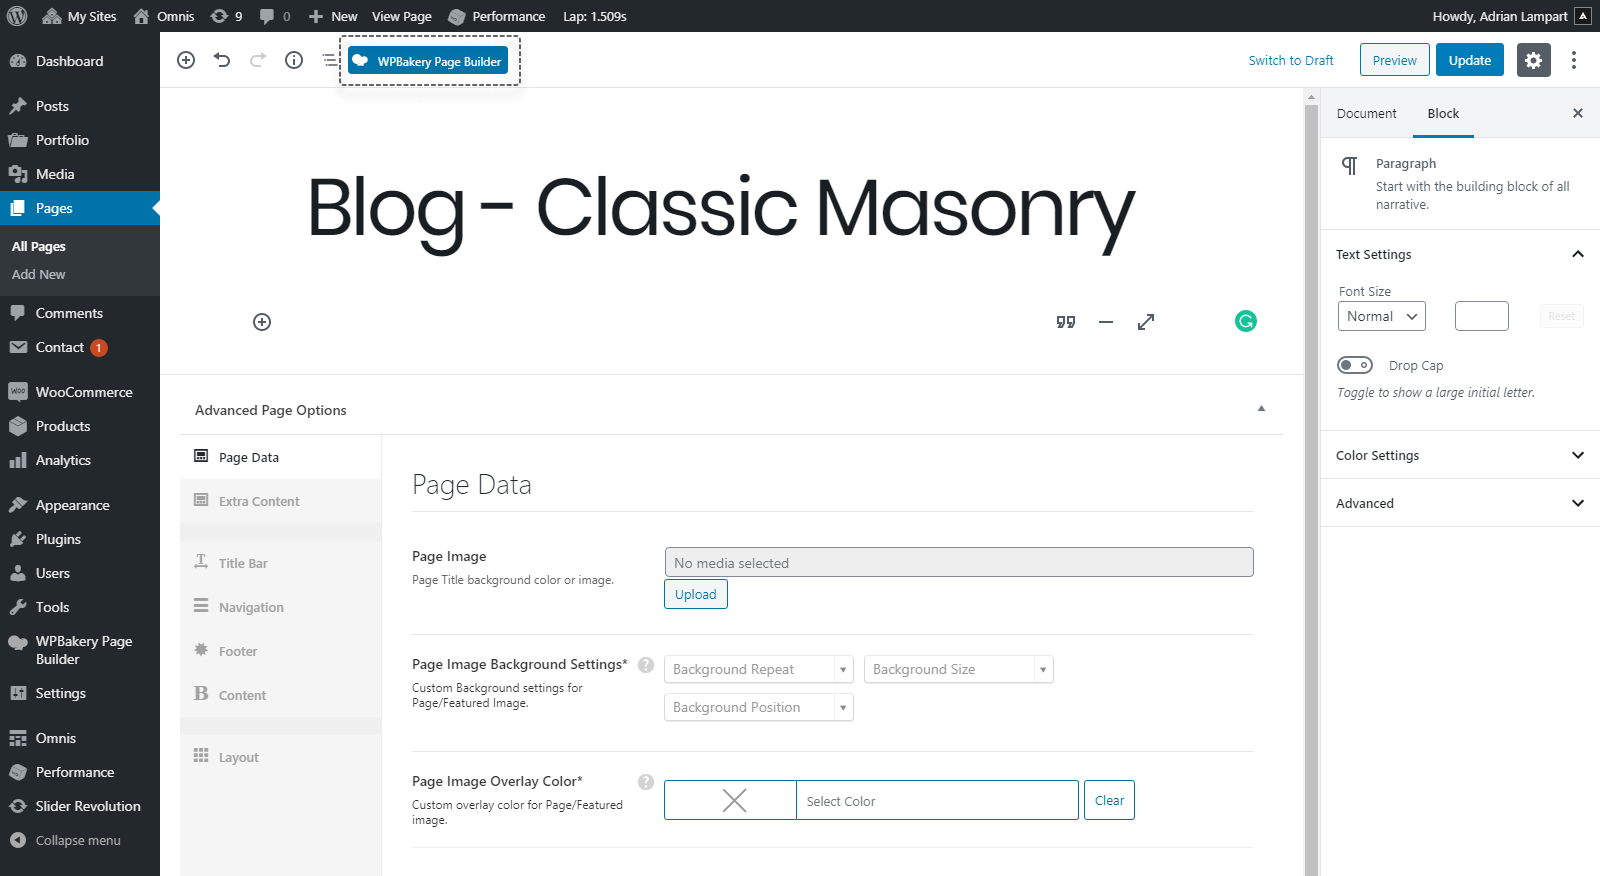 My Sites
Omnis
9
0
New
View Page
Performance
Lap: 1.509s
Howdy, Adrian Lampart
Dashboard
Posts
Portfolio
Media
Pages
All Pages
Add New
Comments
Contact 1
WooCommerce
Products
Analytics
Appearance
Plugins
Users
Tools
WPBakery Page
Builder
Settings
Omnis
Performance
Slider Revolution
Collapse menu
WPBakery Page Builder
Switch to Draft
Preview
Update
Blog - Classic Masonry
Advanced Page Options
Page Data
Extra Content
Title Bar
Navigation
Footer
Content
Layout
Page Data
Page Image
Page Title background color or image.
No media selected
Upload
Page Image Background Settings*
Custom Background settings for
Page/Featured Image.
Background Repeat
Background Size
Background Position
Page Image Overlay Color*
Custom overlay color for Page/Featured
image.
Select Color
Clear
Document
Block
Paragraph
Start with the building block of all
narrative.
Text Settings
Font Size
Normal
Reset
Drop Cap
Toggle to show a large initial letter.
Color Settings
Advanced